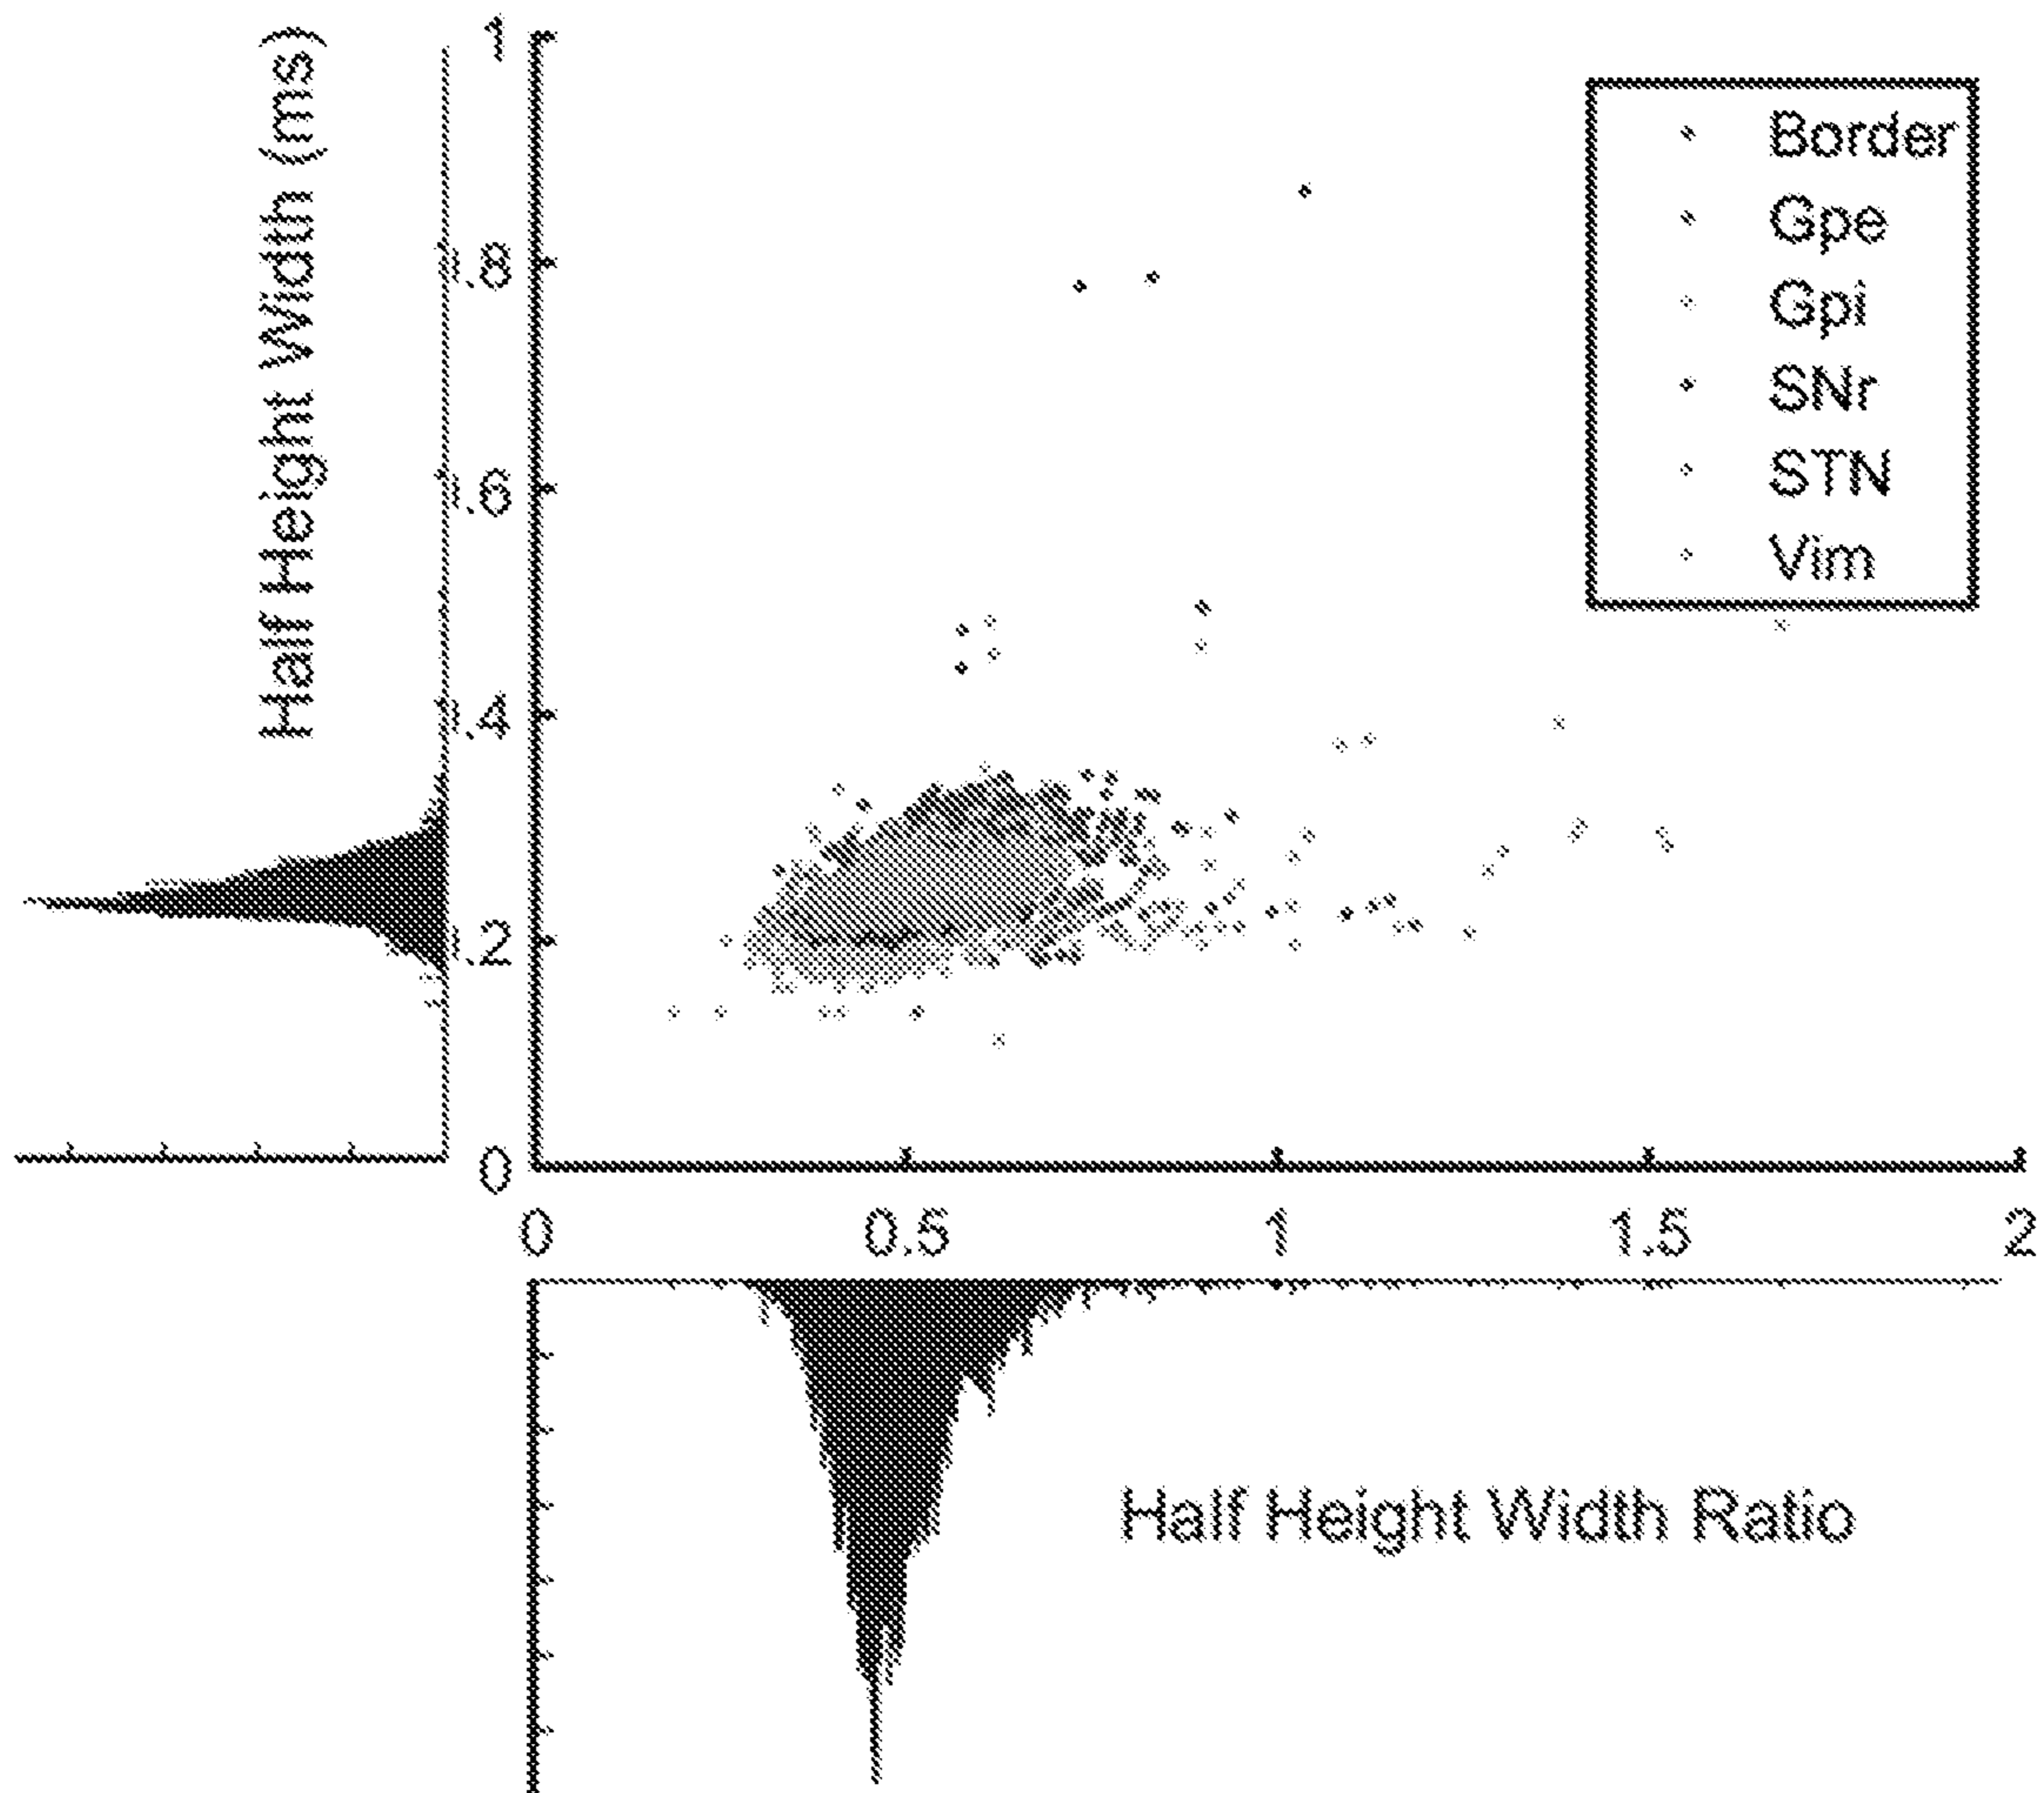 Half Height Width (ms)
1
.8
.6
.4
.2
0
Border
Gpe
Gpi
SNr
STN
Vim
0 0.5 1 1.5 2
Half Height Width Ratio